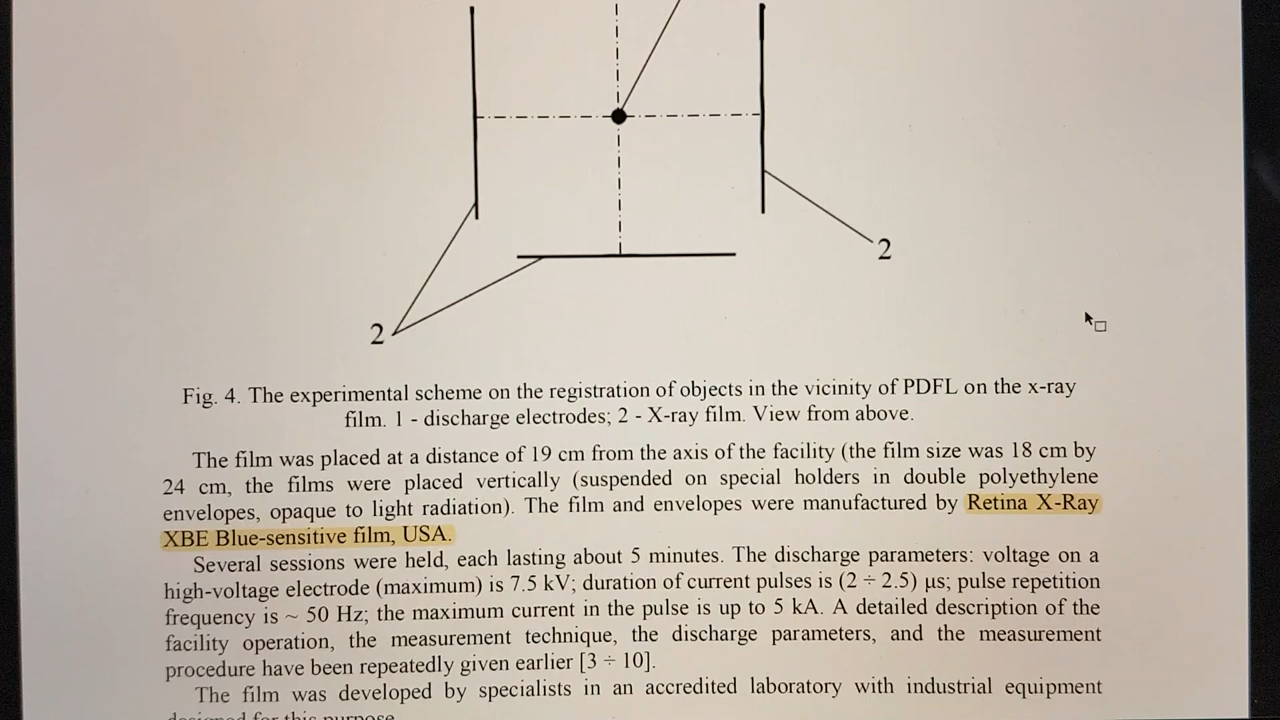 2
2
Fig. 4. The experimental scheme on the registration of objects in the vicinity of PDFL on the x-ray
film. 1 - discharge electrodes; 2 - X-ray film. View from above.
The film was placed at a distance of 19 cm from the axis of the facility (the film size was 18 cm by
24 cm, the films were placed vertically (suspended on special holders in double polyethylene
envelopes, opaque to light radiation). The film and envelopes were manufactured by Retina X-Ray
XBE Blue-sensitive film, USA.
Several sessions were held, each lasting about 5 minutes. The discharge parameters: voltage on a
high-voltage electrode (maximum) is 7.5 kV; duration of current pulses is (2 ÷ 2.5) μs; pulse repetition
frequency is ~ 50 Hz; the maximum current in the pulse is up to 5 kA. A detailed description of the
facility operation, the measurement technique, the discharge parameters, and the measurement
procedure have been repeatedly given earlier [3 ÷ 10].
The film was developed by specialists in an accredited laboratory with industrial equipment
designed for this purpose.